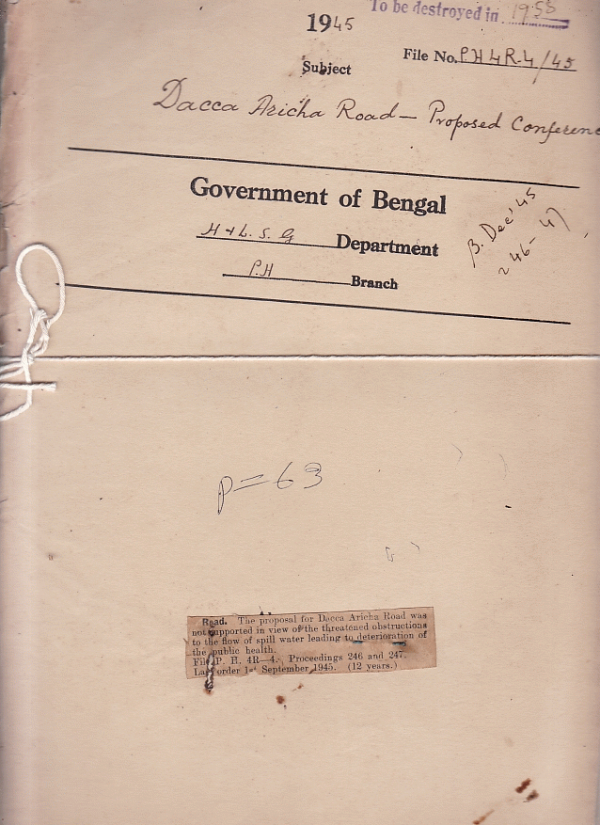 To be destroyed in 1958
1945
File No. P.H 4R-4/45
Subject
Dacca Aricha Road – Proposed Conferenc
Government of Bengal
H & L. S. G Department
P.H Branch
B. Dec' 45
246-47
p=63
Road. The proposal for Dacca Aricha Road was
not supported in view of the threatened obstructions
to the flow of spill water leading to deterioration of
the public health.
File P. H. 4R—4. Proceedings 246 and 247.
Last order 1st September 1945. (12 years.)